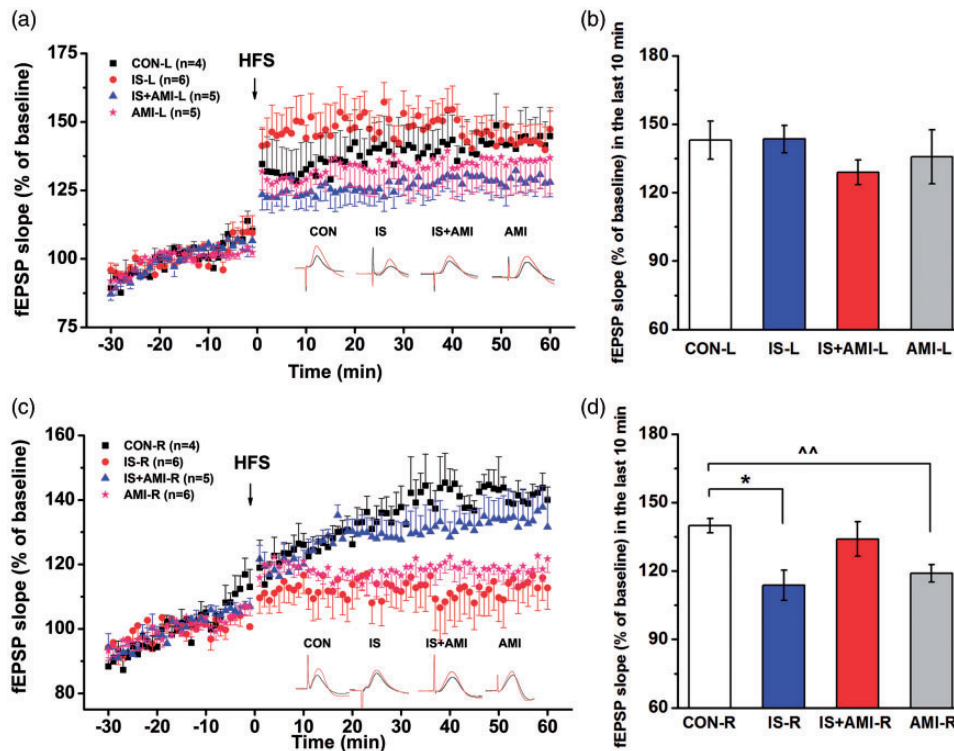 (a)
fEPSP slope (% of baseline)
175
150
125
100
75
CON-L (n=4)
IS-L (n=6)
IS+AMI-L (n=5)
AMI-L (n=5)
HFS
CON IS IS+AMI AMI
-30 -20 -10 0 10 20 30 40 50 60
Time (min)
(b)
fEPSP slope (% of baseline) in the last 10 min
180
150
120
90
60
CON-L IS-L IS+AMI-L AMI-L
(c)
fEPSP slope (% of baseline)
160
140
120
100
80
CON-R (n=4)
IS-R (n=6)
IS+AMI-R (n=5)
AMI-R (n=6)
HFS
CON IS IS+AMI AMI
-30 -20 -10 0 10 20 30 40 50 60
Time (min)
(d)
fEPSP slope (% of baseline) in the last 10 min
180
150
120
90
60
^^
*
CON-R IS-R IS+AMI-R AMI-R